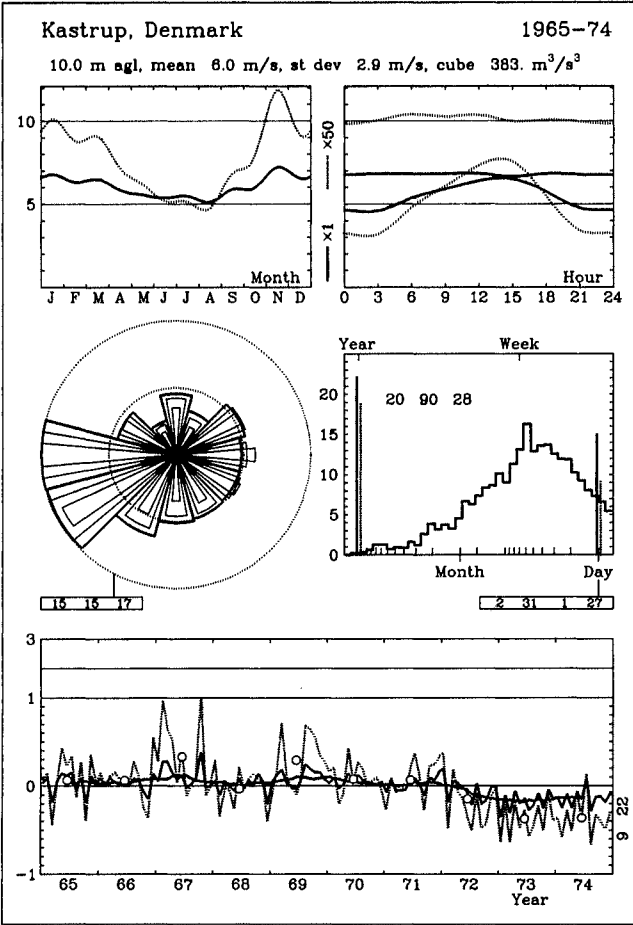 Kastrup, Denmark 1965-74
10.0 m agl, mean 6.0 m/s, st dev 2.9 m/s, cube 383. m³/s³
10
5
Month
J F M A M J J A S O N D
×1 ×50
Hour
0 3 6 9 12 15 18 21 24
Year Week
20 90 28
20
15
10
5
0
Month Day
15 15 17
2 31 1 27
3
1
0
-1
65 66 67 68 69 70 71 72 73 74
Year
9 22